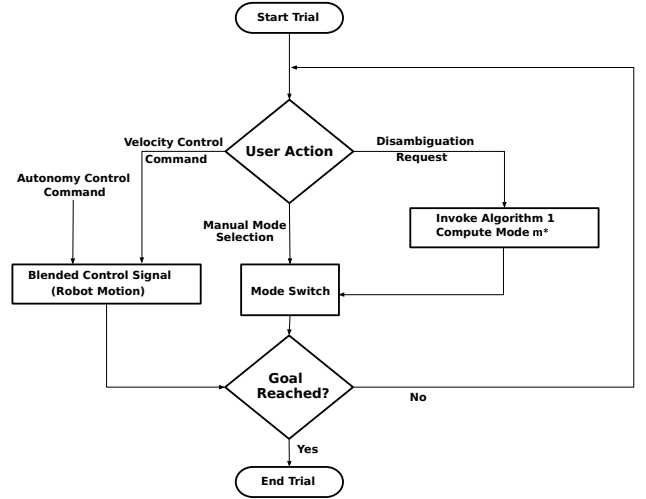 Start Trial
User Action
Velocity Control
Command
Disambiguation
Request
Autonomy Control
Command
Manual Mode
Selection
Invoke Algorithm 1
Compute Mode m*
Blended Control Signal
(Robot Motion)
Mode Switch
Goal
Reached?
No
Yes
End Trial